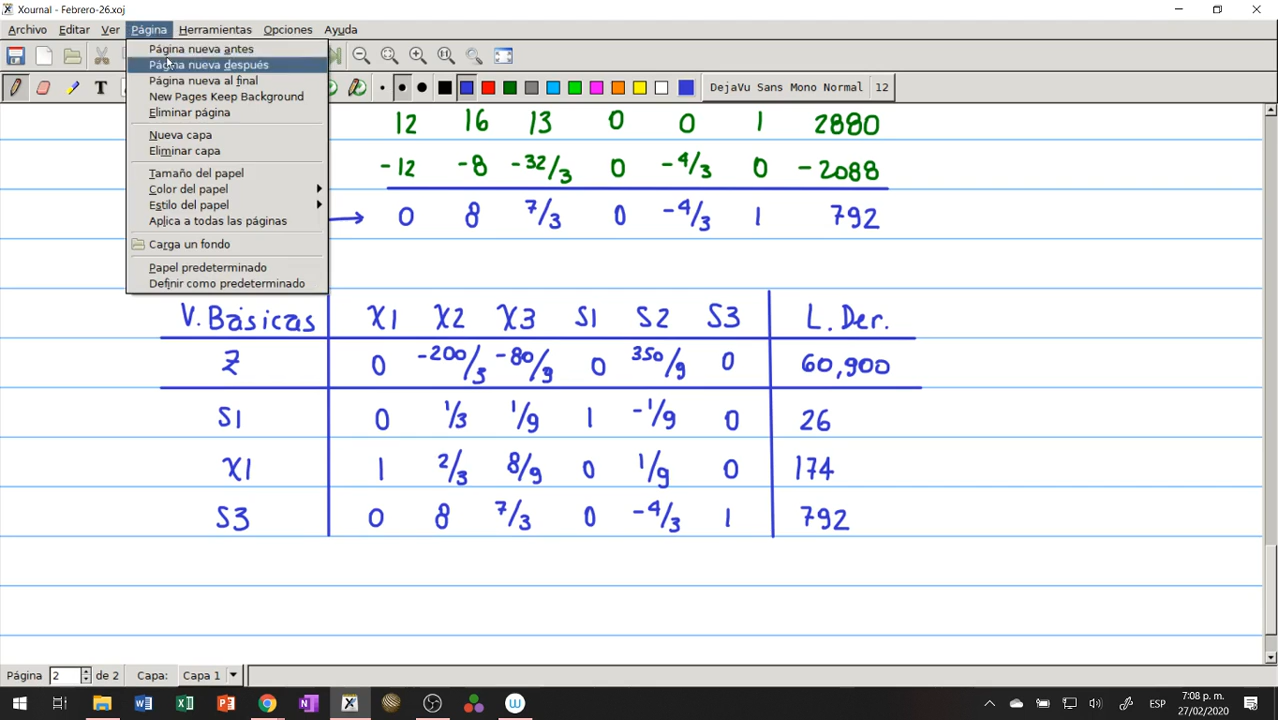 Xournal - Febrero-26.xoj
Archivo Editar Ver Página Herramientas Opciones Ayuda
Página nueva antes
Página nueva después
Página nueva al final
New Pages Keep Background
Eliminar página
Nueva capa
Eliminar capa
Tamaño del papel
Color del papel
Estilo del papel
Aplica a todas las páginas
Carga un fondo
Papel predeterminado
Definir como predeterminado
DejaVu Sans Mono Normal 12
12 16 13 0 0 1 2880
-12 -8 -32/3 0 -4/3 0 -2088
→ 0 8 7/3 0 -4/3 1 792
V.Básicas X1 X2 X3 S1 S2 S3 L.Der.
Z 0 -200/3 -80/9 0 350/9 0 60,900
S1 0 1/3 1/9 1 -1/9 0 26
X1 1 2/3 8/9 0 1/9 0 174
S3 0 8 7/3 0 -4/3 1 792
Página 2 de 2 Capa: Capa 1
ESP
7:08 p. m.
27/02/2020